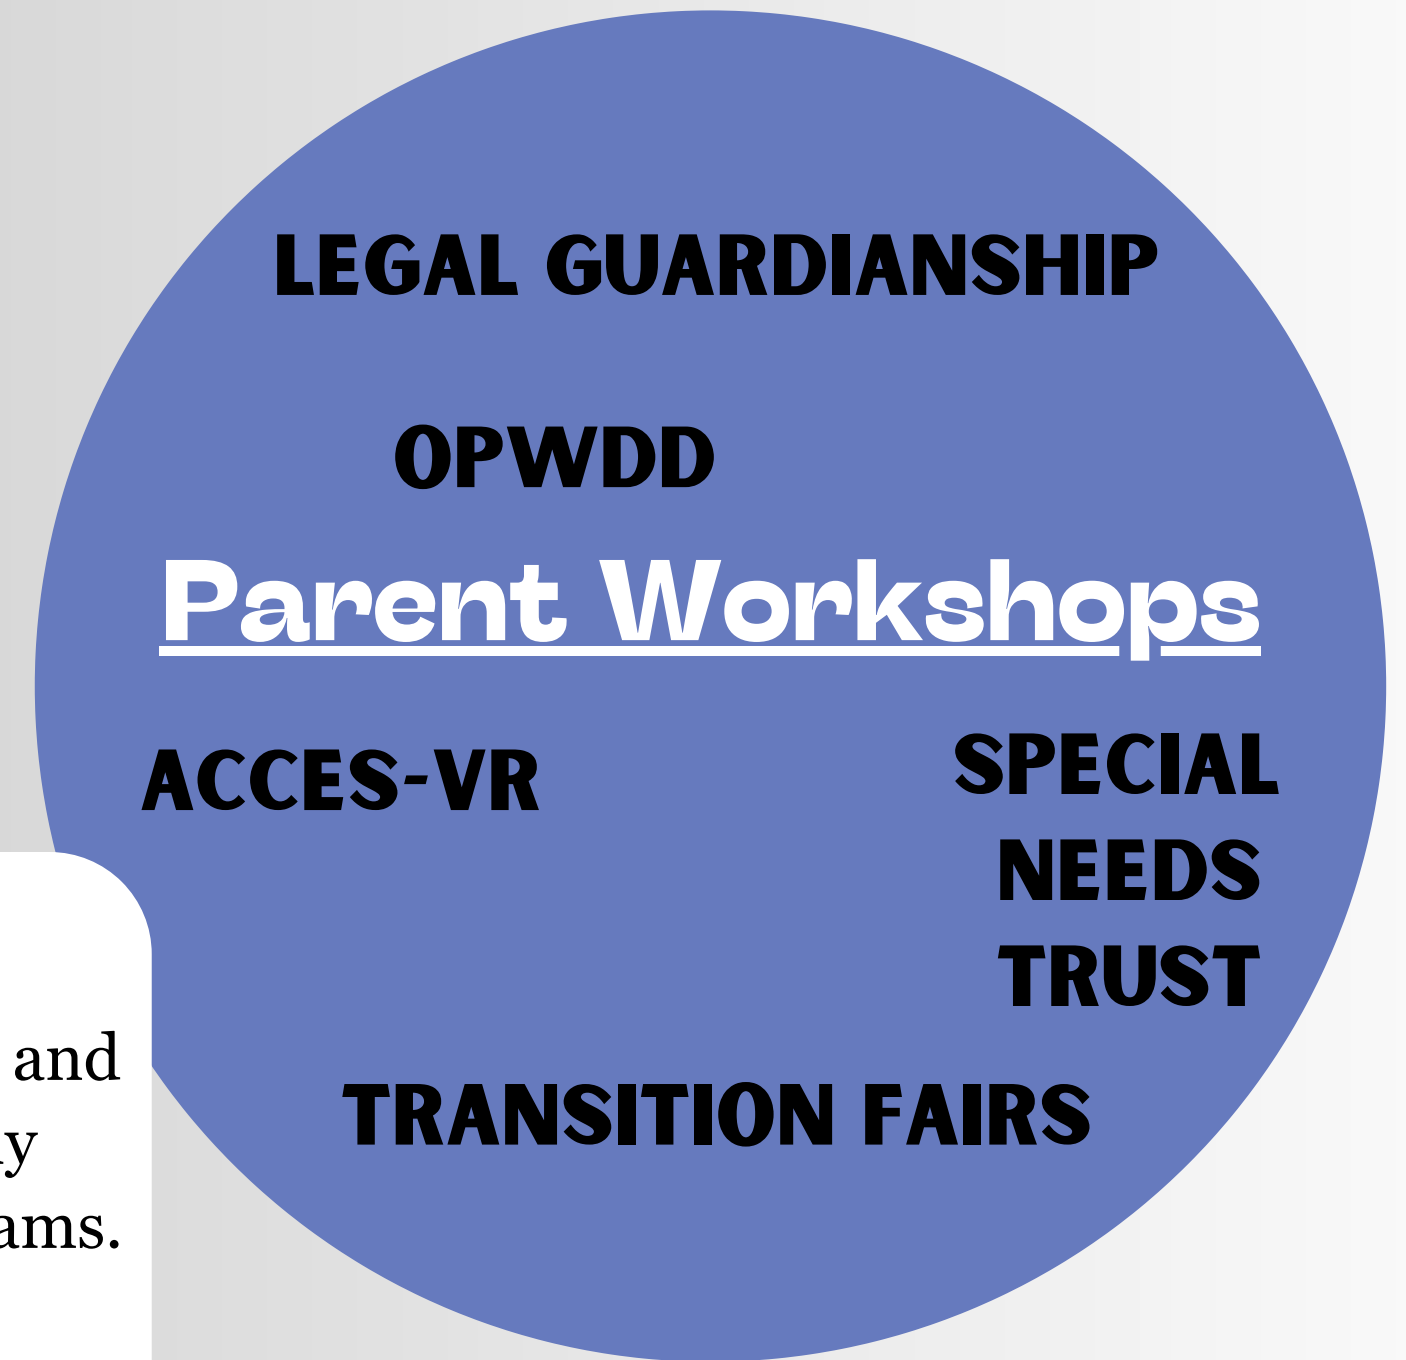 LEGAL GUARDIANSHIP
OPWDD
Parent Workshops
ACCES-VR
SPECIAL
NEEDS
TRUST
TRANSITION FAIRS
and